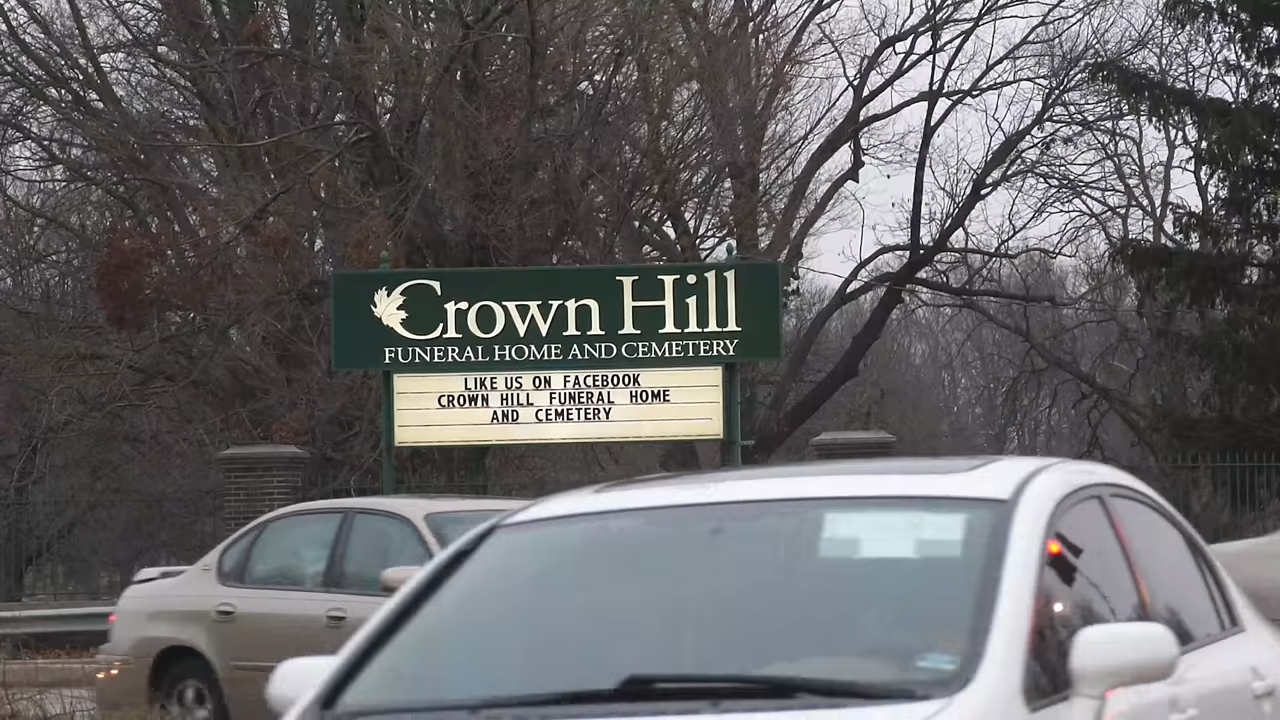 Crown Hill
FUNERAL HOME AND CEMETERY
LIKE US ON FACEBOOK
CROWN HILL FUNERAL HOME
AND CEMETERY